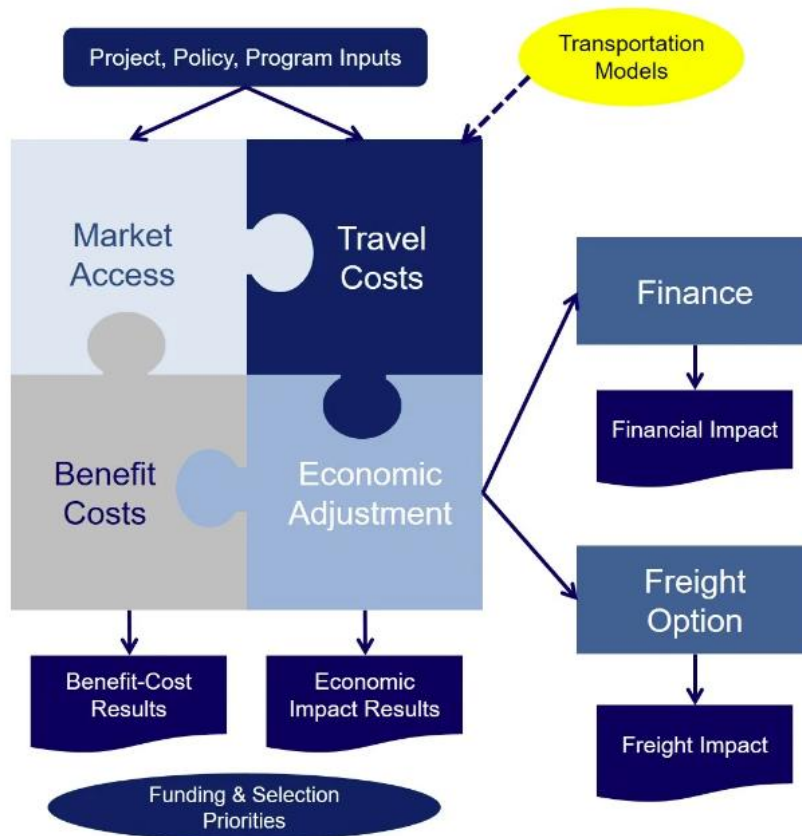 Project, Policy, Program Inputs
Transportation
Models
Market
Access
Travel
Costs
Finance
Financial Impact
Benefit
Costs
Economic
Adjustment
Freight
Option
Benefit-Cost
Results
Economic
Impact Results
Freight Impact
Funding & Selection
Priorities